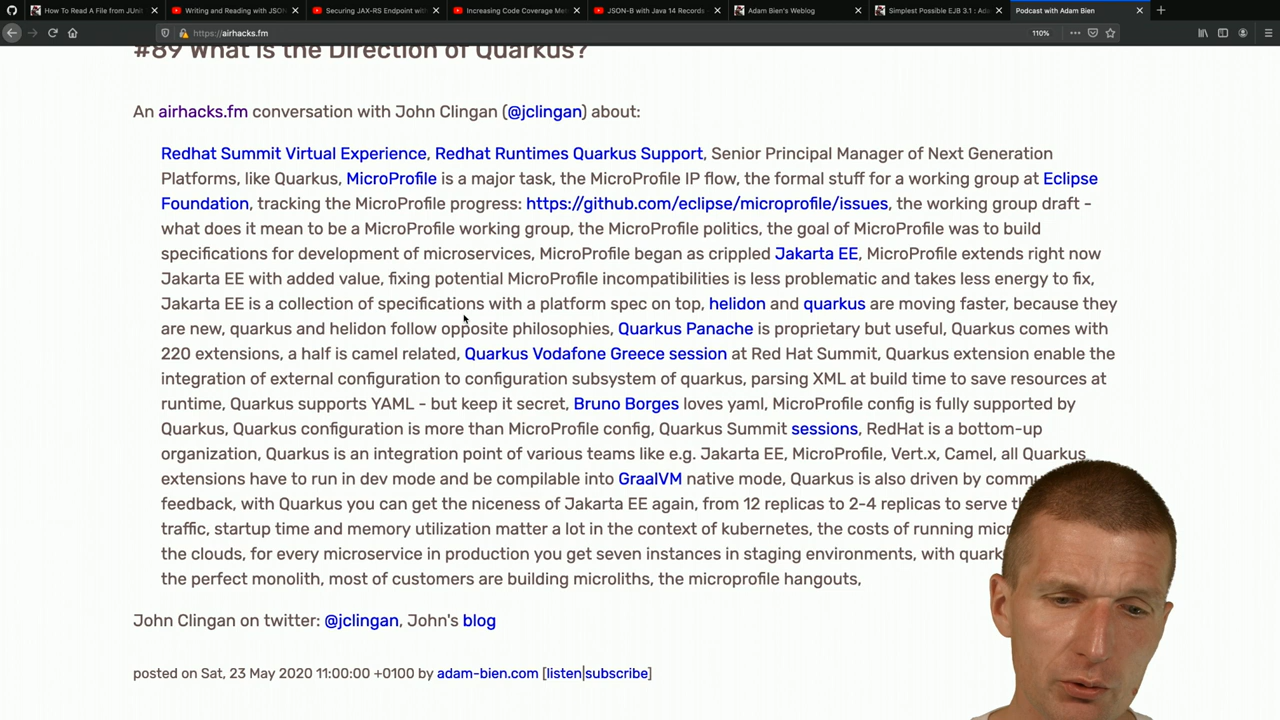 How To Read A File from JUnit
Writing and Reading with JSON
Securing JAX-RS Endpoint with
Increasing Code Coverage Met
JSON-B with Java 14 Records
Adam Bien's Weblog
Simplest Possible EJB 3.1 : Ad
Podcast with Adam Bien
https://airhacks.fm
110%
#89 What is the Direction of Quarkus?
An airhacks.fm conversation with John Clingan (@jclingan) about:
Redhat Summit Virtual Experience, Redhat Runtimes Quarkus Support, Senior Principal Manager of Next Generation
Platforms, like Quarkus, MicroProfile is a major task, the MicroProfile IP flow, the formal stuff for a working group at Eclipse
Foundation, tracking the MicroProfile progress: https://github.com/eclipse/microprofile/issues, the working group draft -
what does it mean to be a MicroProfile working group, the MicroProfile politics, the goal of MicroProfile was to build
specifications for development of microservices, MicroProfile began as crippled Jakarta EE, MicroProfile extends right now
Jakarta EE with added value, fixing potential MicroProfile incompatibilities is less problematic and takes less energy to fix,
Jakarta EE is a collection of specifications with a platform spec on top, helidon and quarkus are moving faster, because they
are new, quarkus and helidon follow opposite philosophies, Quarkus Panache is proprietary but useful, Quarkus comes with
220 extensions, a half is camel related, Quarkus Vodafone Greece session at Red Hat Summit, Quarkus extension enable the
integration of external configuration to configuration subsystem of quarkus, parsing XML at build time to save resources at
runtime, Quarkus supports YAML - but keep it secret, Bruno Borges loves yaml, MicroProfile config is fully supported by
Quarkus, Quarkus configuration is more than MicroProfile config, Quarkus Summit sessions, RedHat is a bottom-up
organization, Quarkus is an integration point of various teams like e.g. Jakarta EE, MicroProfile, Vert.x, Camel, all Quarkus
extensions have to run in dev mode and be compilable into GraalVM native mode, Quarkus is also driven by commu
feedback, with Quarkus you can get the niceness of Jakarta EE again, from 12 replicas to 2-4 replicas to serve th
traffic, startup time and memory utilization matter a lot in the context of kubernetes, the costs of running micr
the clouds, for every microservice in production you get seven instances in staging environments, with quark
the perfect monolith, most of customers are building microliths, the microprofile hangouts,
John Clingan on twitter: @jclingan, John's blog
posted on Sat, 23 May 2020 11:00:00 +0100 by adam-bien.com [listen|subscribe]